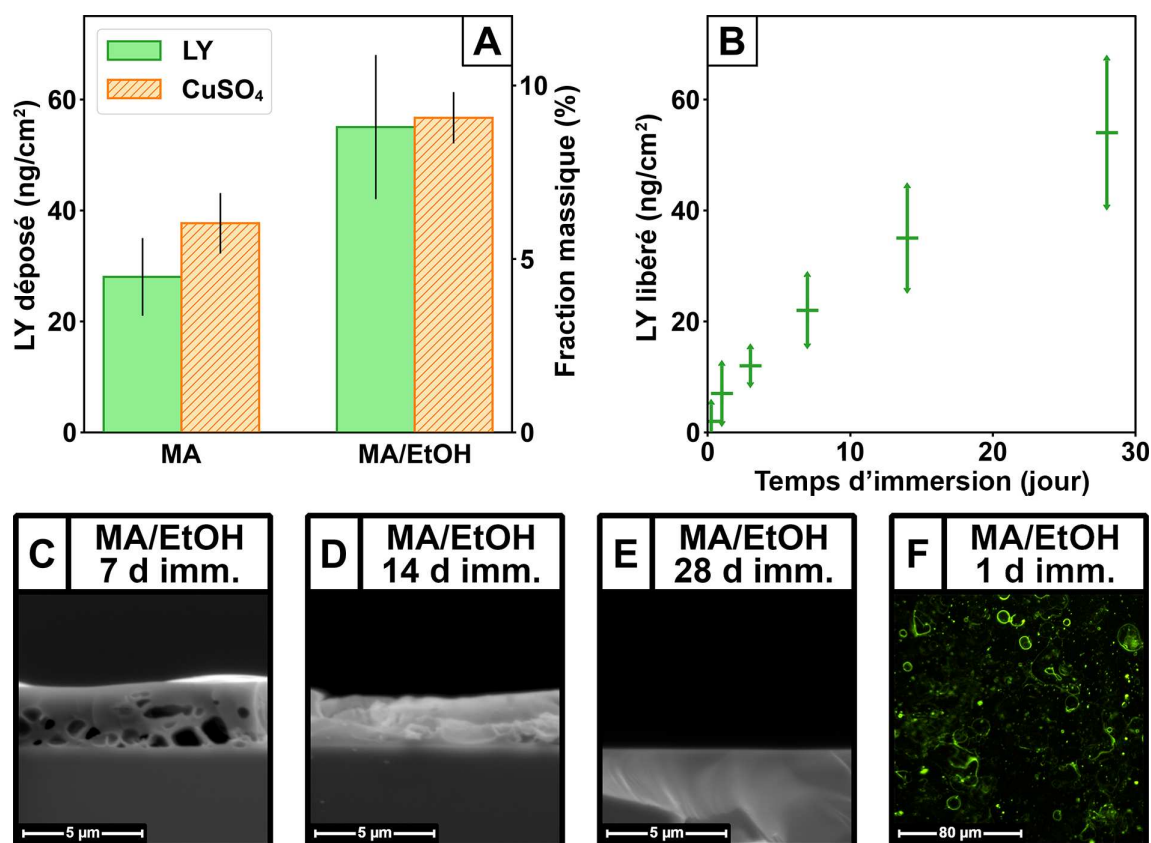 A
LY
CuSO₄
LY déposé (ng/cm²)
0
20
40
60
Fraction massique (%)
0
5
10
MA
MA/EtOH
B
LY libéré (ng/cm²)
0
20
40
60
0
10
20
30
Temps d’immersion (jour)
C
MA/EtOH
7 d imm.
5 µm
D
MA/EtOH
14 d imm.
5 µm
E
MA/EtOH
28 d imm.
5 µm
F
MA/EtOH
1 d imm.
80 µm